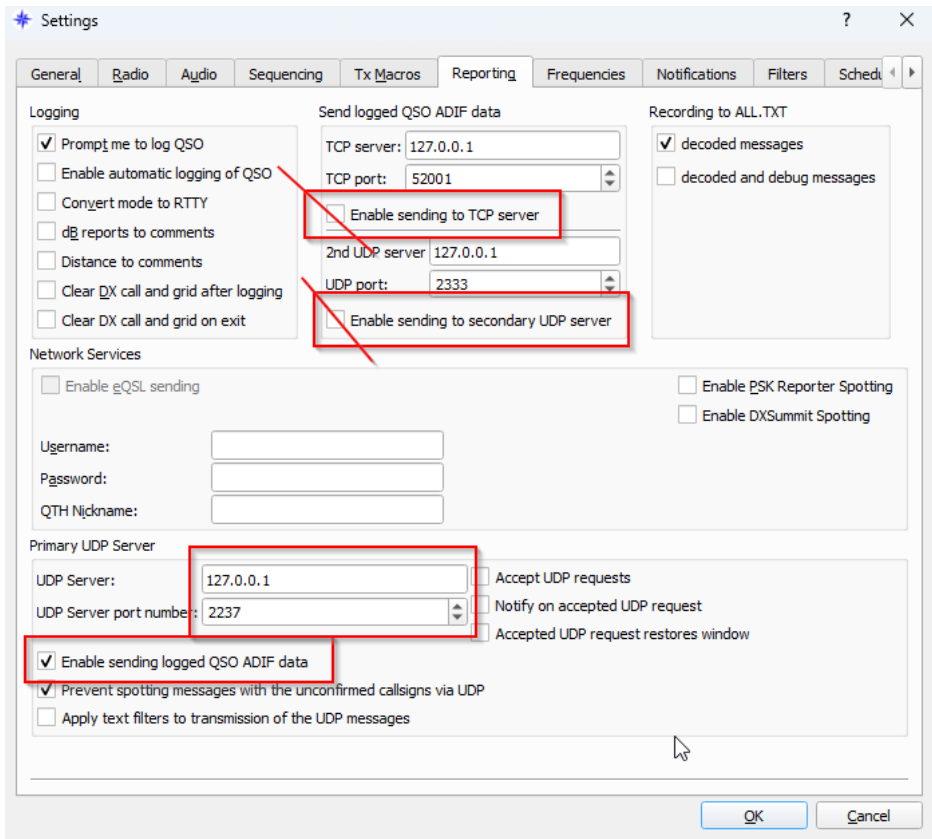 Settings
?
General Radio Audio Sequencing Tx Macros Reporting Frequencies Notifications Filters Schedu
Logging
Prompt me to log QSO
Enable automatic logging of QSO
Convert mode to RTTY
dB reports to comments
Distance to comments
Clear DX call and grid after logging
Clear DX call and grid on exit
Send logged QSO ADIF data
TCP server: 127.0.0.1
TCP port: 52001
Enable sending to TCP server
2nd UDP server 127.0.0.1
UDP port: 2333
Enable sending to secondary UDP server
Recording to ALL.TXT
decoded messages
decoded and debug messages
Network Services
Enable eQSL sending
Enable PSK Reporter Spotting
Enable DXSummit Spotting
Username:
Password:
QTH Nickname:
Primary UDP Server
UDP Server: 127.0.0.1
UDP Server port number: 2237
Accept UDP requests
Notify on accepted UDP request
Accepted UDP request restores window
Enable sending logged QSO ADIF data
Prevent spotting messages with the unconfirmed callsigns via UDP
Apply text filters to transmission of the UDP messages
OK Cancel